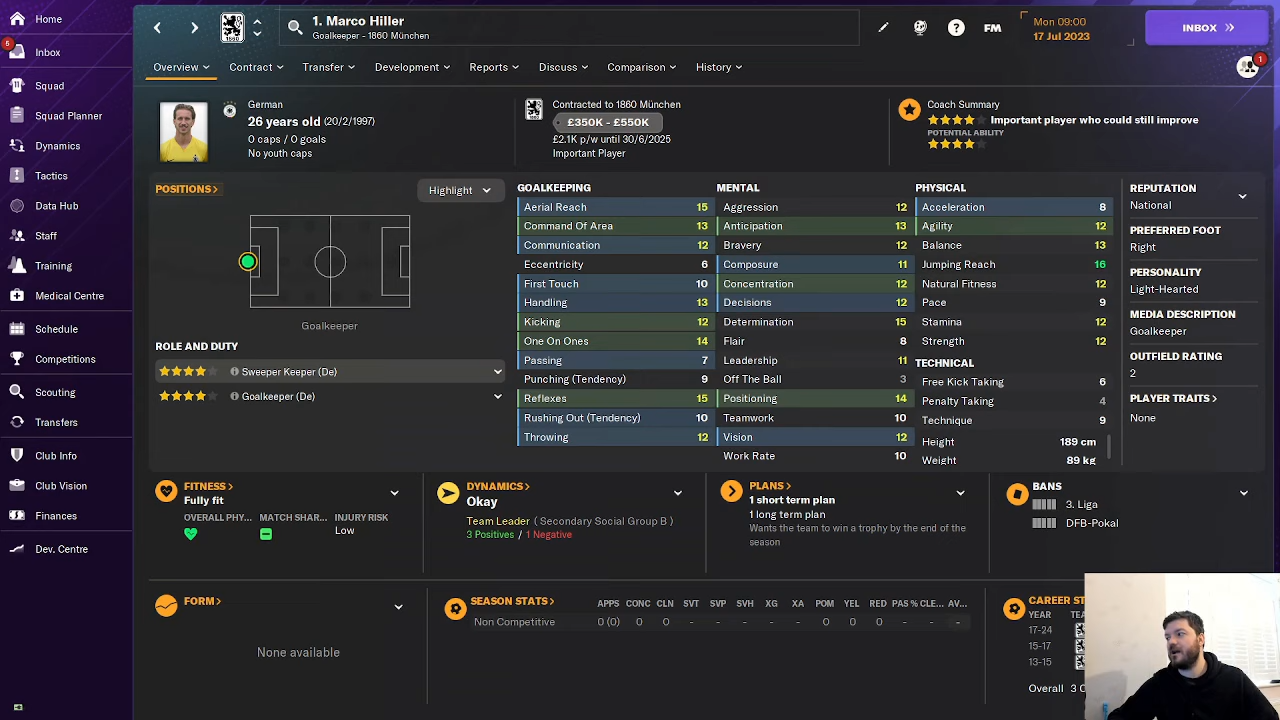 Home
Inbox
5
Squad
Squad Planner
Dynamics
Tactics
Data Hub
Staff
Training
Medical Centre
Schedule
Competitions
Scouting
Transfers
Club Info
Club Vision
Finances
Dev. Centre
1. Marco Hiller
Goalkeeper - 1860 München
?
FM
Mon 09:00
17 Jul 2023
INBOX
Overview
Contract
Transfer
Development
Reports
Discuss
Comparison
History
1
German
26 years old (20/2/1997)
0 caps / 0 goals
No youth caps
Contracted to 1860 München
£350K - £550K
£2.1K p/w until 30/6/2025
Important Player
Coach Summary
Important player who could still improve
POTENTIAL ABILITY
POSITIONS
Highlight
Goalkeeper
ROLE AND DUTY
Sweeper Keeper (De)
Goalkeeper (De)
GOALKEEPING
Aerial Reach 15
Command Of Area 13
Communication 12
Eccentricity 6
First Touch 10
Handling 13
Kicking 12
One On Ones 14
Passing 7
Punching (Tendency) 9
Reflexes 15
Rushing Out (Tendency) 10
Throwing 12
MENTAL
Aggression 12
Anticipation 13
Bravery 12
Composure 11
Concentration 12
Decisions 12
Determination 15
Flair 8
Leadership 11
Off The Ball 3
Positioning 14
Teamwork 10
Vision 12
Work Rate 10
PHYSICAL
Acceleration 8
Agility 12
Balance 13
Jumping Reach 16
Natural Fitness 12
Pace 9
Stamina 12
Strength 12
TECHNICAL
Free Kick Taking 6
Penalty Taking 4
Technique 9
Height 189 cm
Weight 89 kg
REPUTATION
National
PREFERRED FOOT
Right
PERSONALITY
Light-Hearted
MEDIA DESCRIPTION
Goalkeeper
OUTFIELD RATING
2
PLAYER TRAITS
None
FITNESS
Fully fit
OVERALL PHY... MATCH SHAR... INJURY RISK
Low
DYNAMICS
Okay
Team Leader ( Secondary Social Group B )
3 Positives / 1 Negative
PLANS
1 short term plan
1 long term plan
Wants the team to win a trophy by the end of the
season
BANS
3. Liga
DFB-Pokal
FORM
None available
SEASON STATS
APPS CONC CLN SVT SVP SVH XG XA POM YEL RED PAS % CLE... AV...
Non Competitive 0 (0) 0 0 - - - - - 0 0 0 - - -
CAREER ST
YEAR TE
17-24
15-17
13-15
Overall 3 C